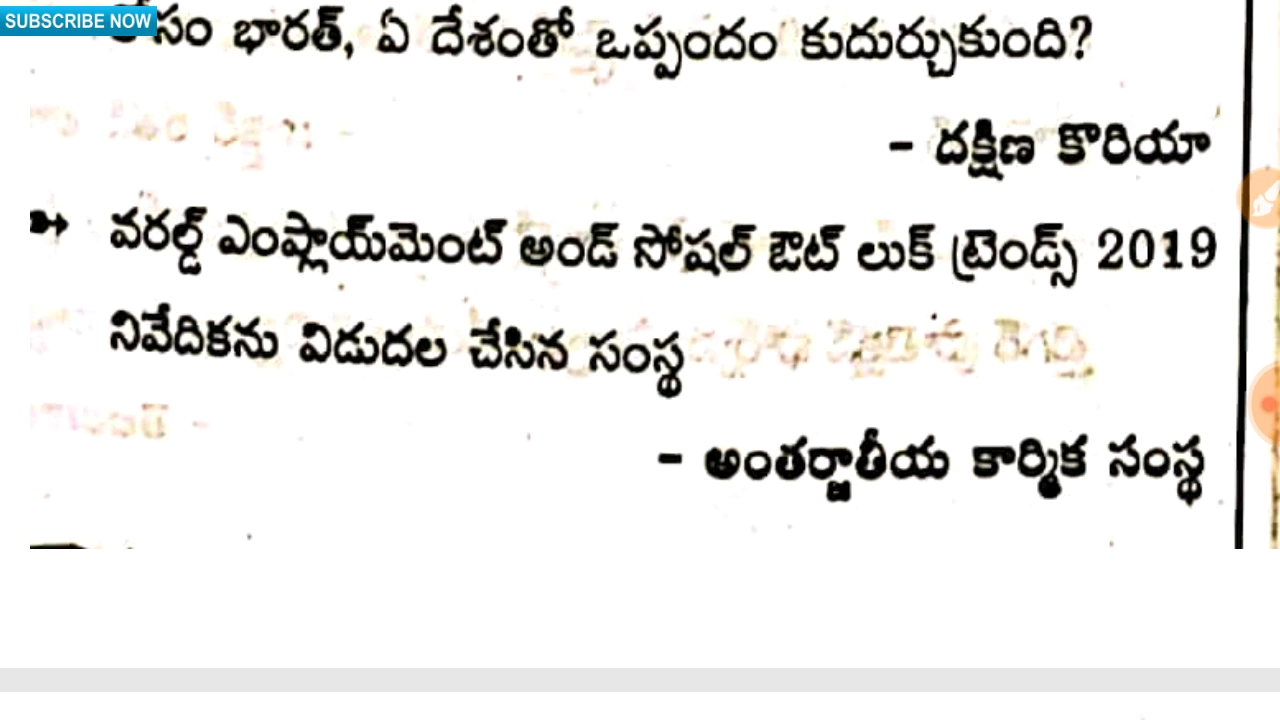 SUBSCRIBE NOW
కోసం భారత్, ఏ దేశంతో ఒప్పందం కుదుర్చుకుంది?
- దక్షిణ కొరియా
➻ వరల్డ్ ఎంప్లాయ్‌మెంట్ అండ్ సోషల్ ఔట్ లుక్ ట్రెండ్స్ 2019
నివేదికను విడుదల చేసిన సంస్థ
- అంతర్జాతీయ కార్మిక సంస్థ